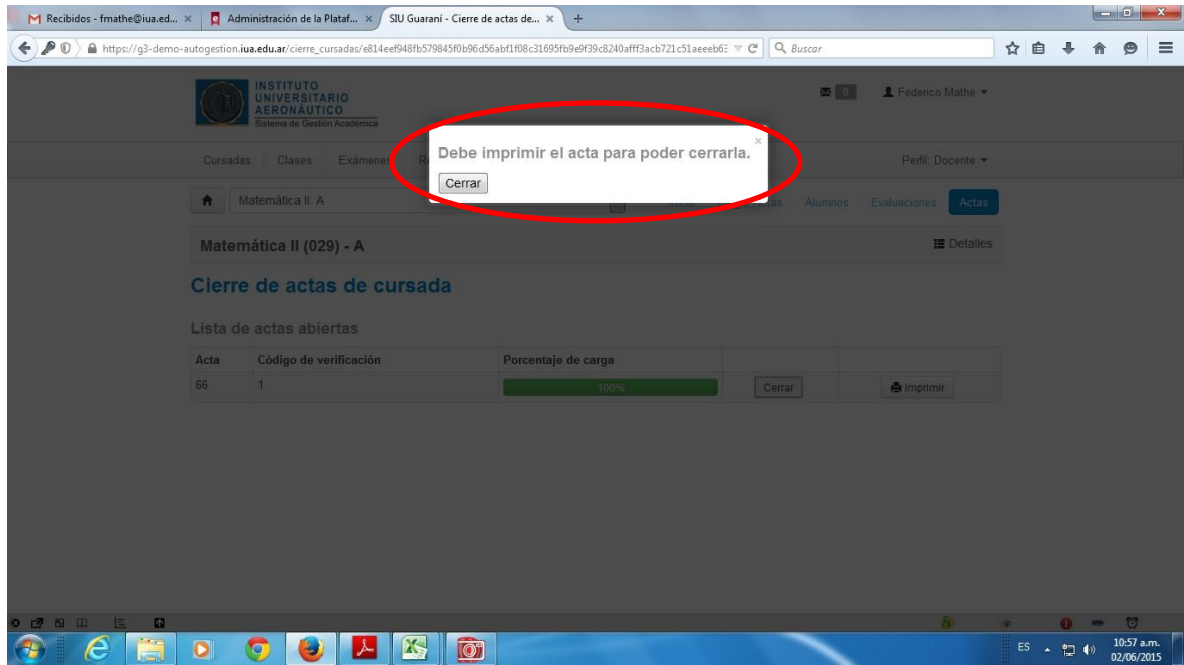 Recibidos - fmathe@iua.ed...
Administración de la Plataf...
SIU Guaraní - Cierre de actas de...
https://g3-demo-autogestion.iua.edu.ar/cierre_cursadas/
Buscar
INSTITUTO
UNIVERSITARIO
AERONÁUTICO
Sistema de Gestión Académica
0
Federico Mathe
Debe imprimir el acta para poder cerrarla.
×
Cerrar
Cursadas Clases Exámenes
Perfil: Docente
Matemática II: A
Inicio
Alumnos Evaluaciones Actas
Matemática II (029) - A
Detalles
Cierre de actas de cursada
Lista de actas abiertas
Acta Código de verificación Porcentaje de carga
66 1 100% Cerrar Imprimir
ES
10:57 a.m.
02/06/2015